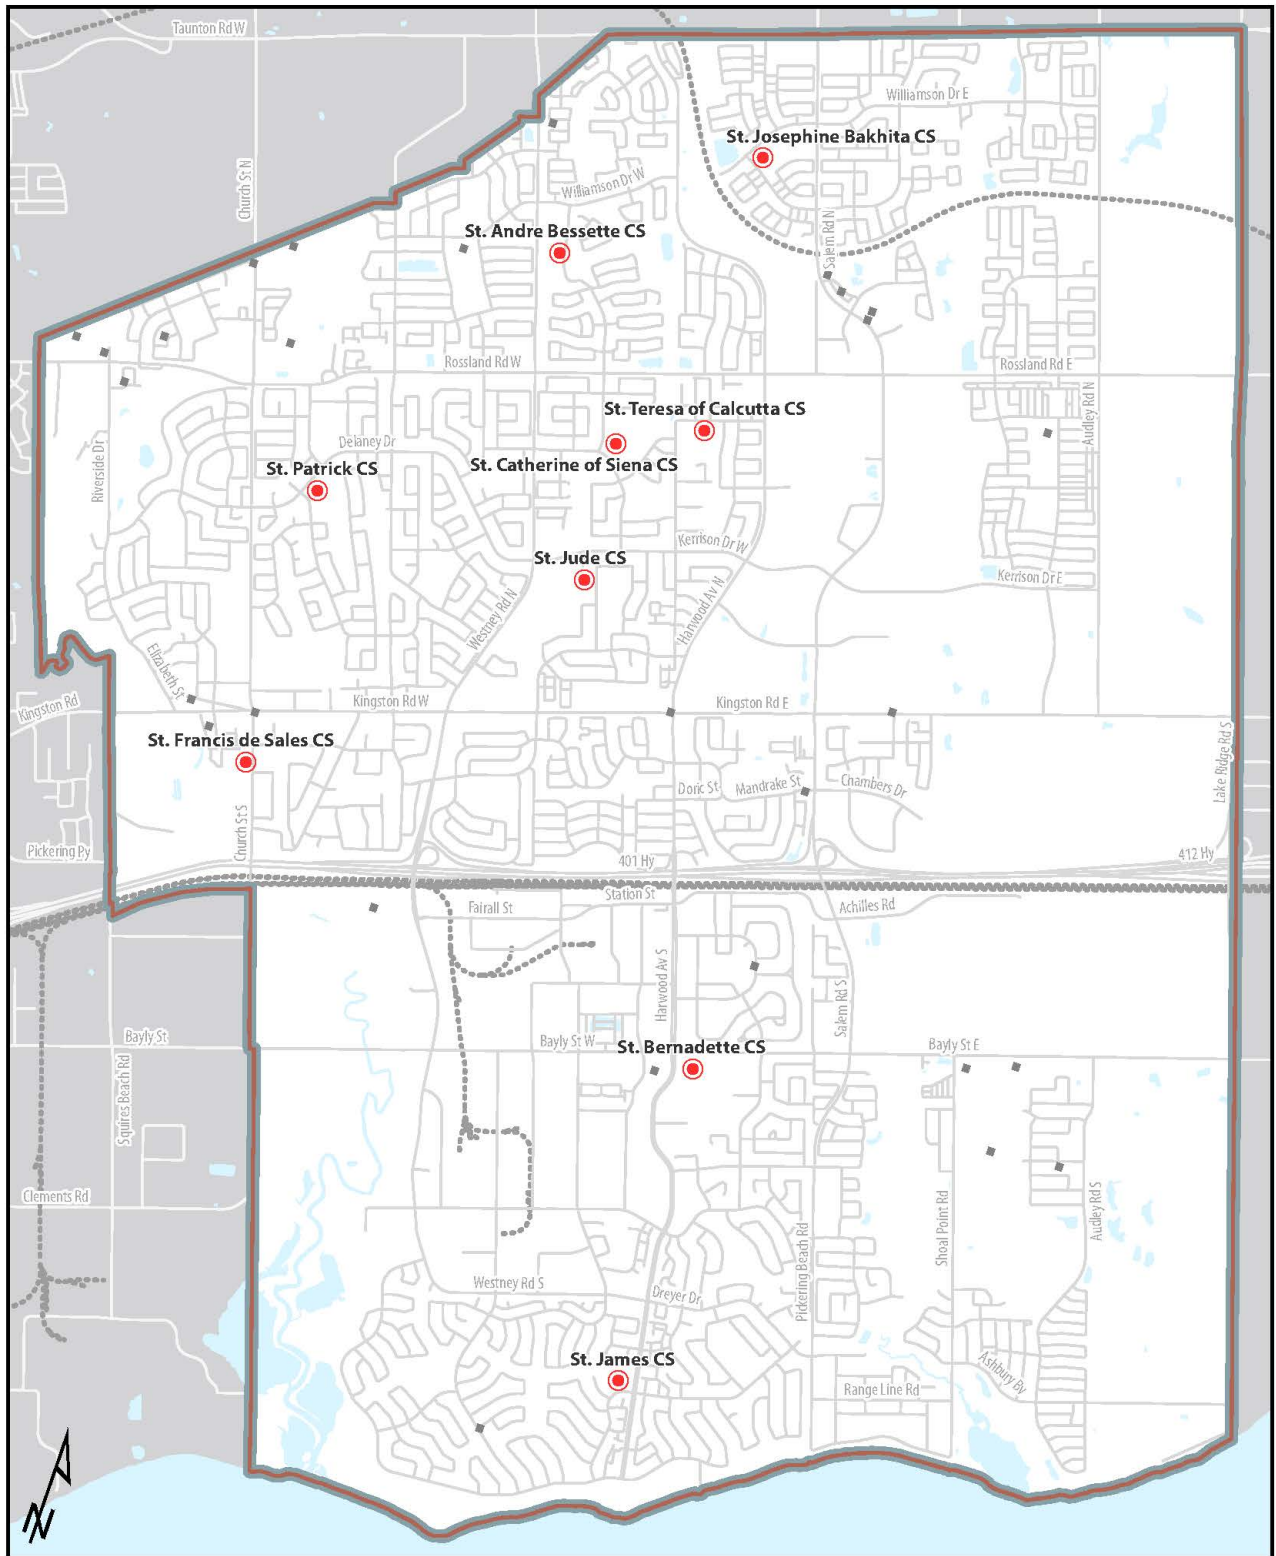 Taunton Rd W
Williamson Dr E
St. Josephine Bakhita CS
Church St N
Williamson Dr W
St. Andre Bessette CS
Salem Rd N
Rossland Rd W
Rossland Rd E
St. Teresa of Calcutta CS
Audley Rd N
Delaney Dr
St. Catherine of Siena CS
St. Patrick CS
Riverside Dr
Kerrison Dr W
St. Jude CS
Kerrison Dr E
Westney Rd N
Harwood Av N
Elizabeth St
Kingston Rd
Kingston Rd W
Kingston Rd E
St. Francis de Sales CS
Lake Ridge Rd S
Doric St
Mandrake St
Chambers Dr
Church St S
Pickering Py
401 Hy
412 Hy
Station St
Fairall St
Achilles Rd
Harwood Av S
Salem Rd S
Bayly St
Bayly St W
St. Bernadette CS
Bayly St E
Squires Beach Rd
Clements Rd
Shoal Point Rd
Audley Rd S
Pickering Beach Rd
Westney Rd S
Dreyer Dr
St. James CS
Ashbury Bv
Range Line Rd
N